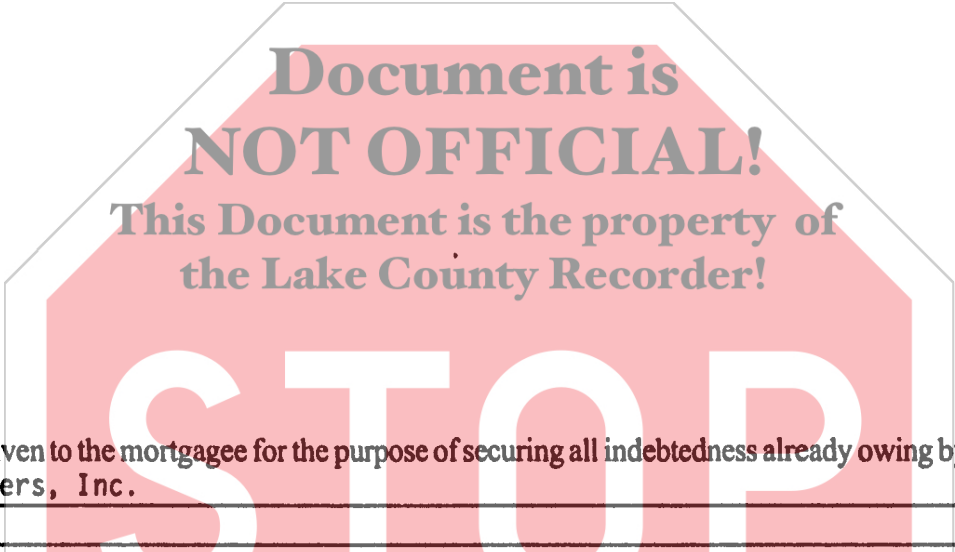 Document is
NOT OFFICIAL!
This Document is the property of
the Lake County Recorder!
STOP
ven to the mortgagee for the purpose of securing all indebtedness already owing b
ers, Inc.